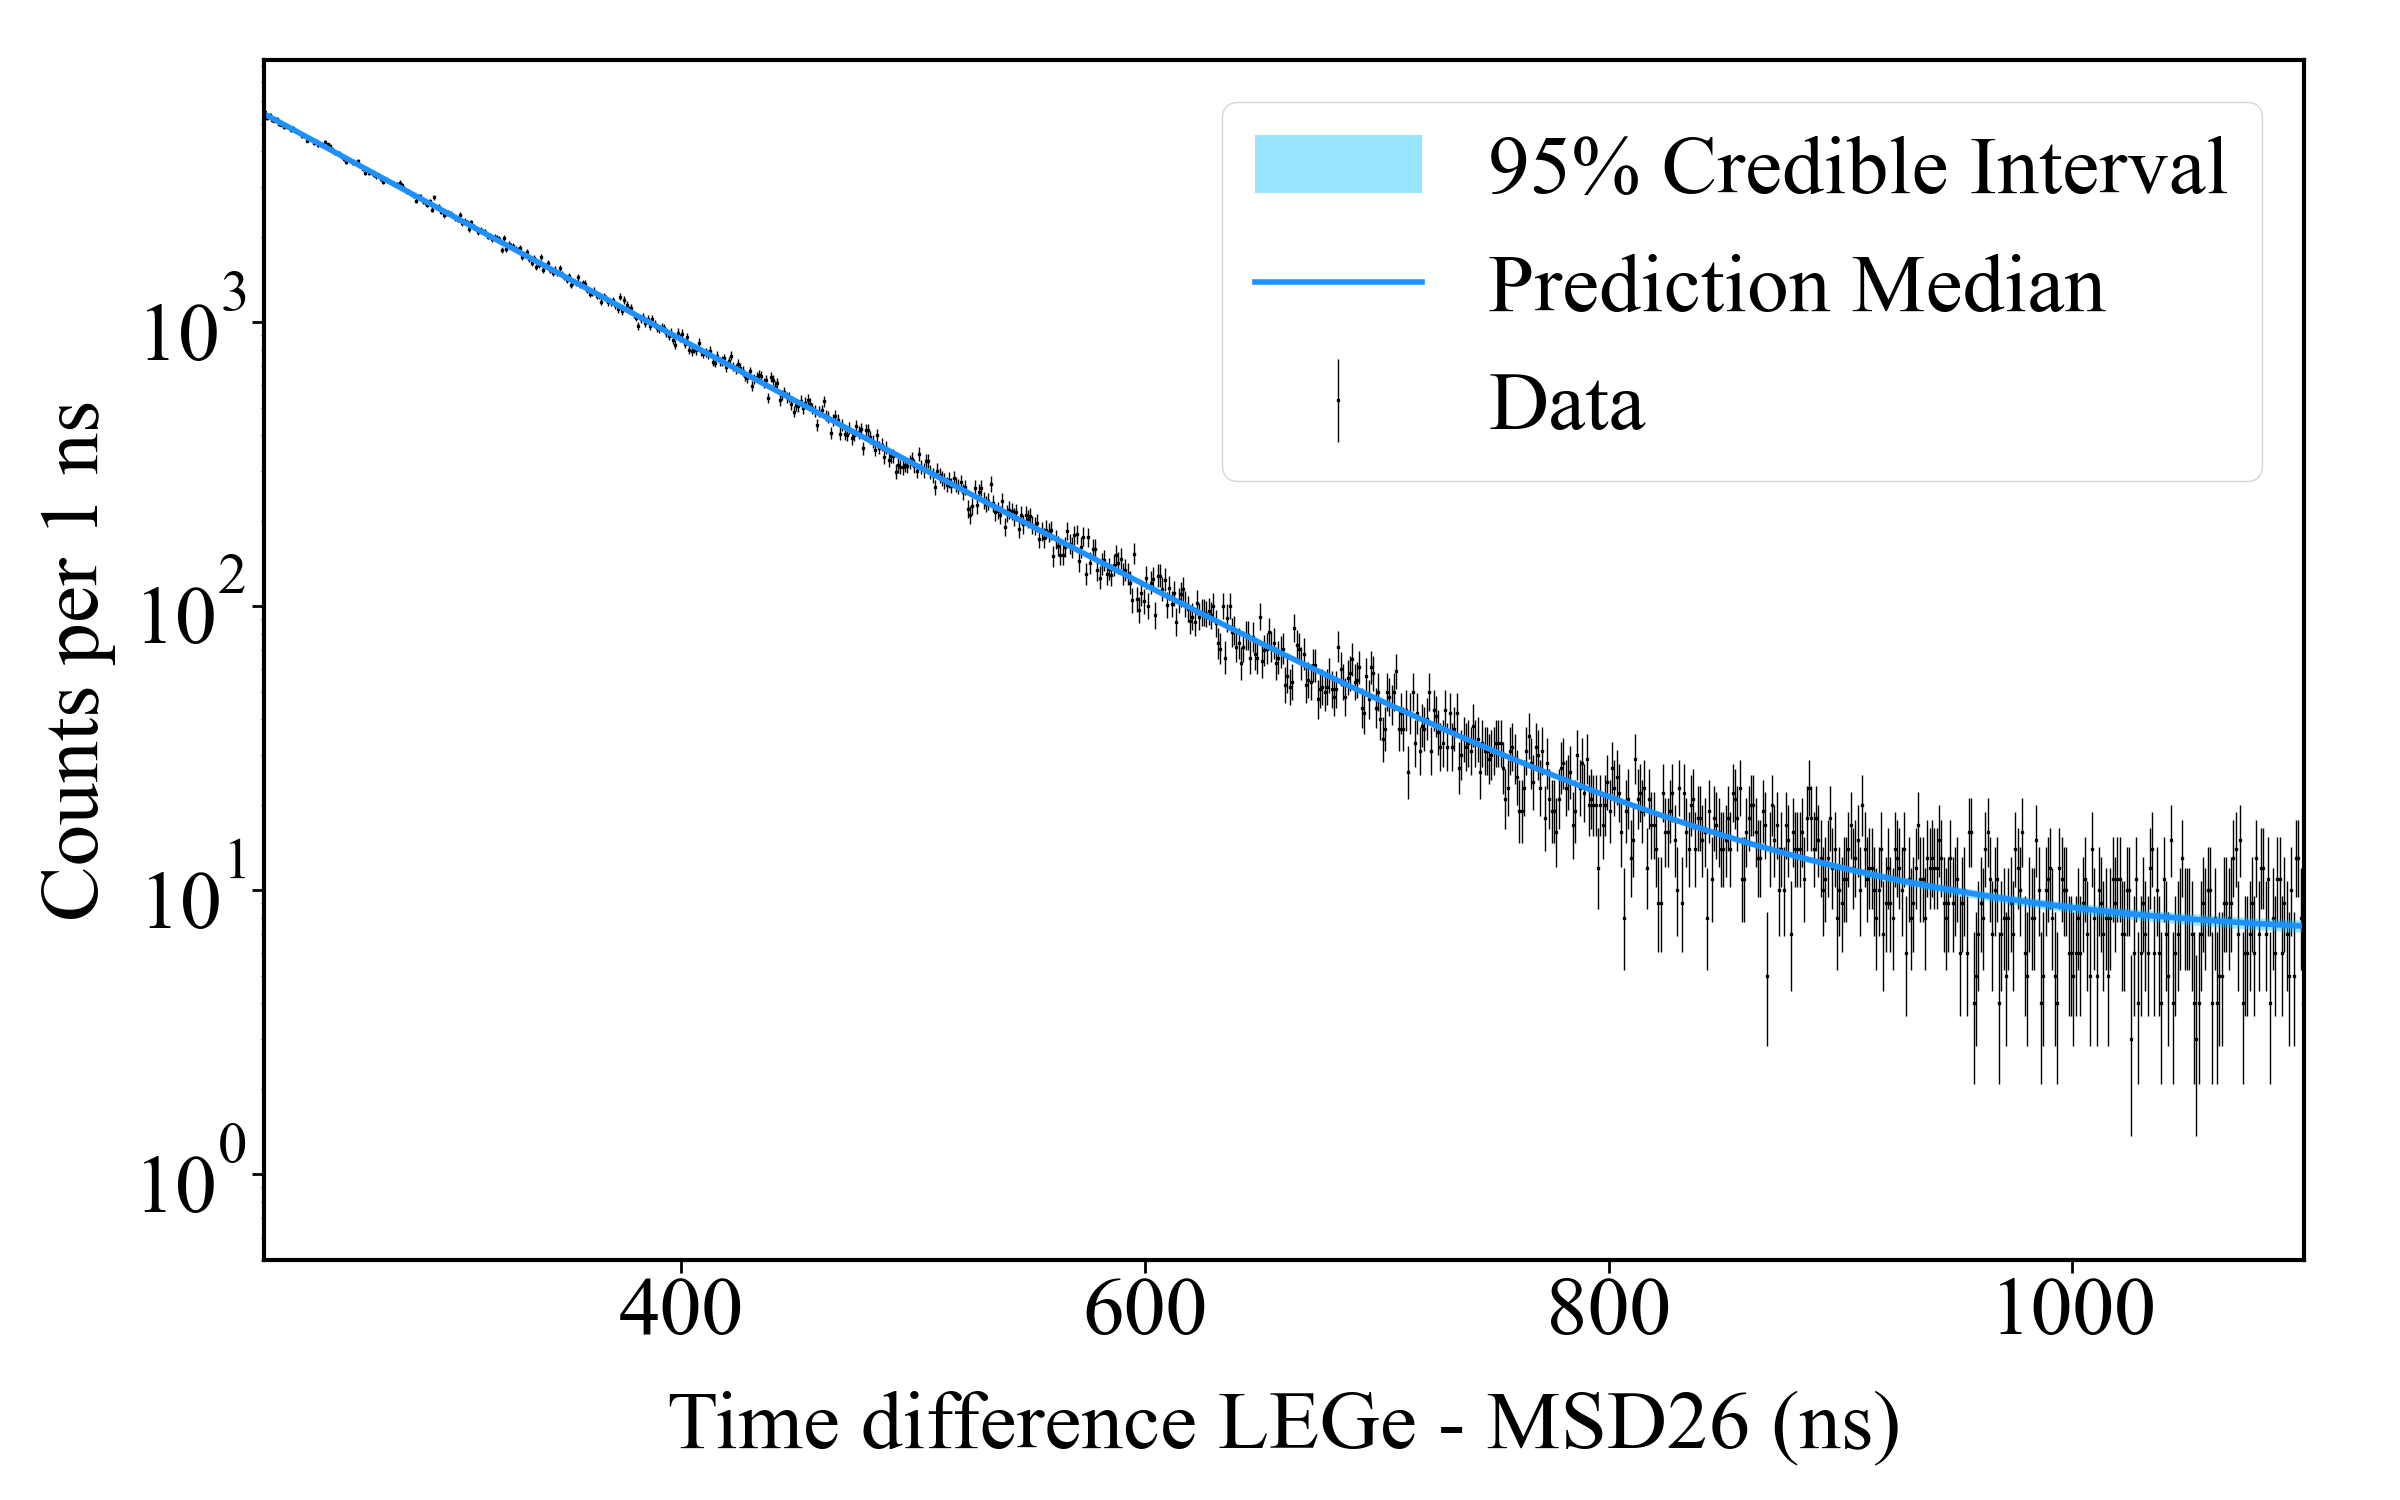 95% Credible Interval
Prediction Median
Data
Counts per 1 ns
10^3
10^2
10^1
10^0
400 600 800 1000
Time difference LEGe - MSD26 (ns)